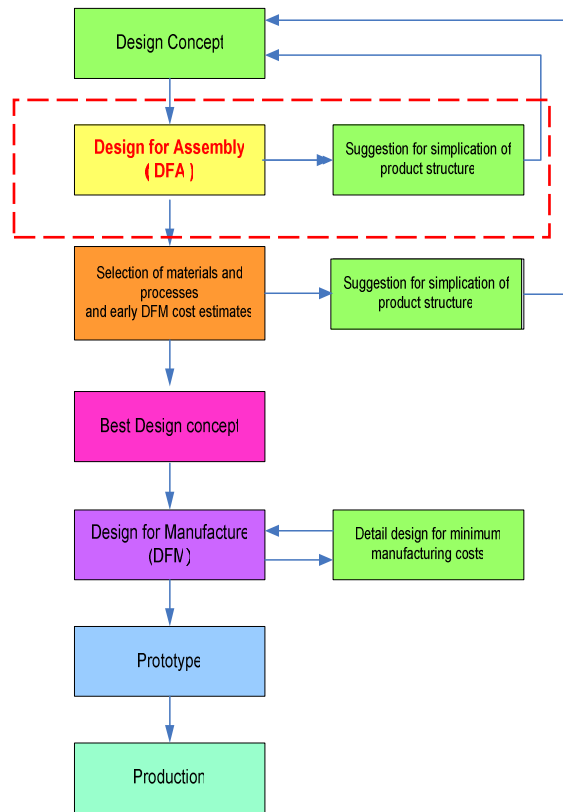 Design Concept
Design for Assembly
( DFA )
Suggestion for simplication of
product structure
Selection of materials and
processes
and early DFM cost estimates
Suggestion for simplication of
product structure
Best Design concept
Design for Manufacture
(DFM)
Detail design for minimum
manufacturing costs
Prototype
Production